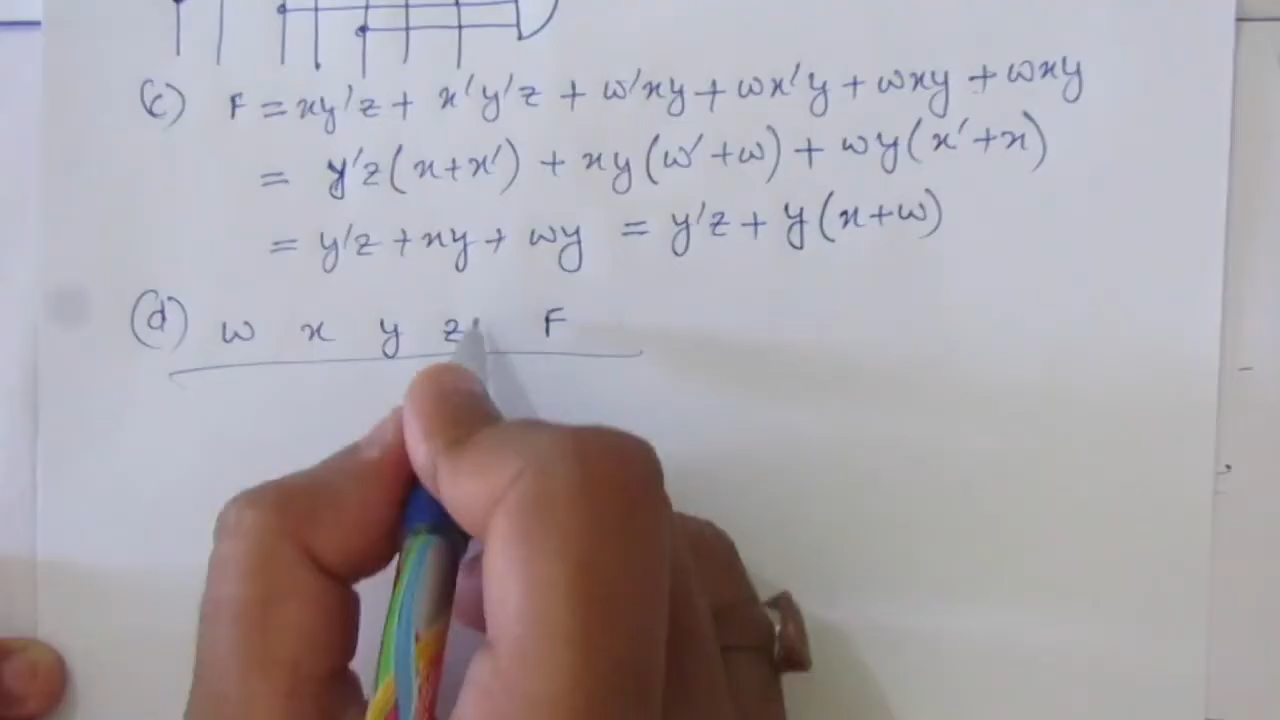 (c) F = xy'z + x'y'z + w'xy + wx'y + wxy + wxy
= y'z(x+x') + xy(w'+w) + wy(x'+x)
= y'z + xy + wy = y'z + y(x+w)
(d) w x y z F